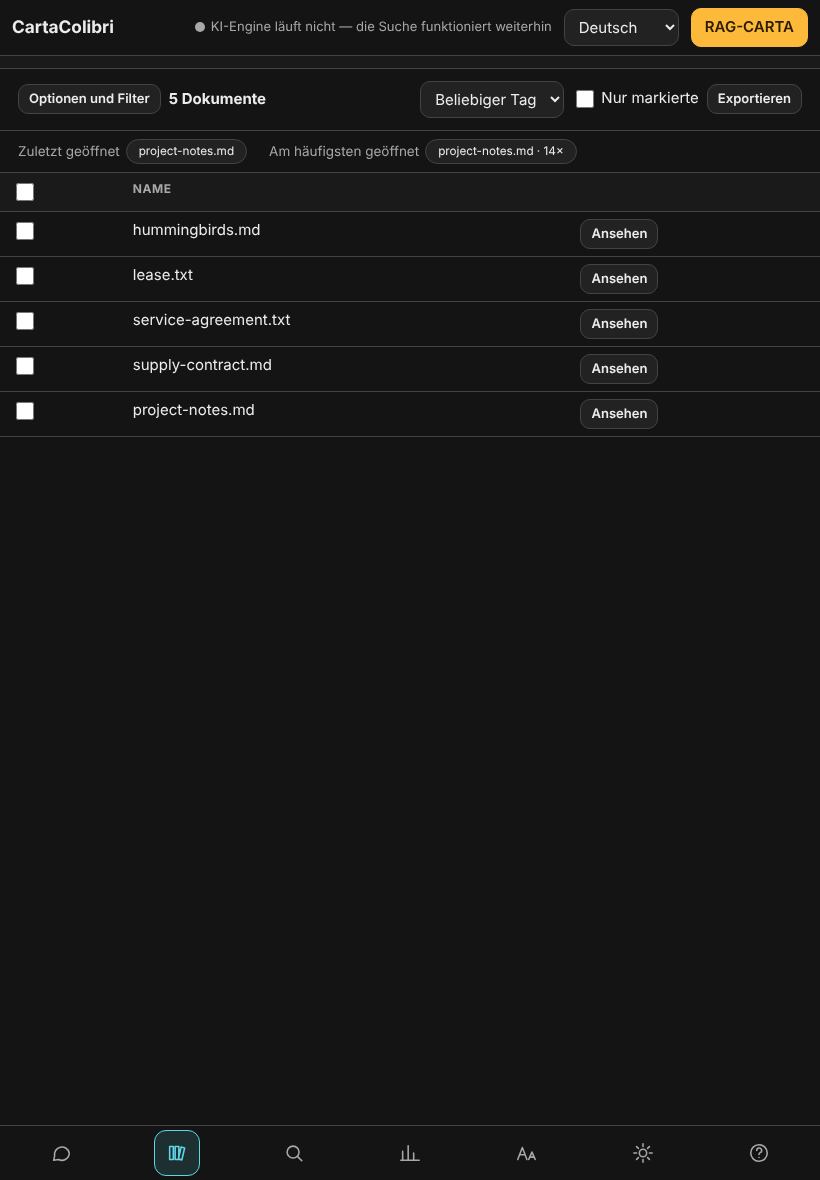 CartaColibri
KI-Engine läuft nicht — die Suche funktioniert weiterhin
Deutsch
RAG-CARTA
Optionen und Filter
5 Dokumente
Beliebiger Tag
Nur markierte
Exportieren
Zuletzt geöffnet
project-notes.md
Am häufigsten geöffnet
project-notes.md · 14×
NAME
hummingbirds.md
Ansehen
lease.txt
Ansehen
service-agreement.txt
Ansehen
supply-contract.md
Ansehen
project-notes.md
Ansehen
AA